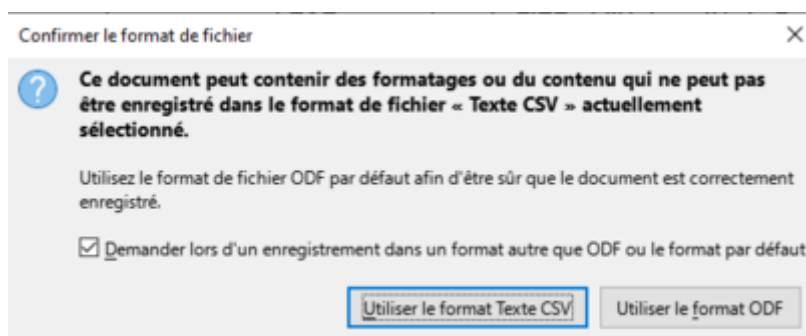 Confirmer le format de fichier
Ce document peut contenir des formatages ou du contenu qui ne peut pas
être enregistré dans le format de fichier « Texte CSV » actuellement
sélectionné.
Utilisez le format de fichier ODF par défaut afin d'être sûr que le document est correctement
enregistré.
Demander lors d'un enregistrement dans un format autre que ODF ou le format par défaut
Utiliser le format Texte CSV
Utiliser le format ODF